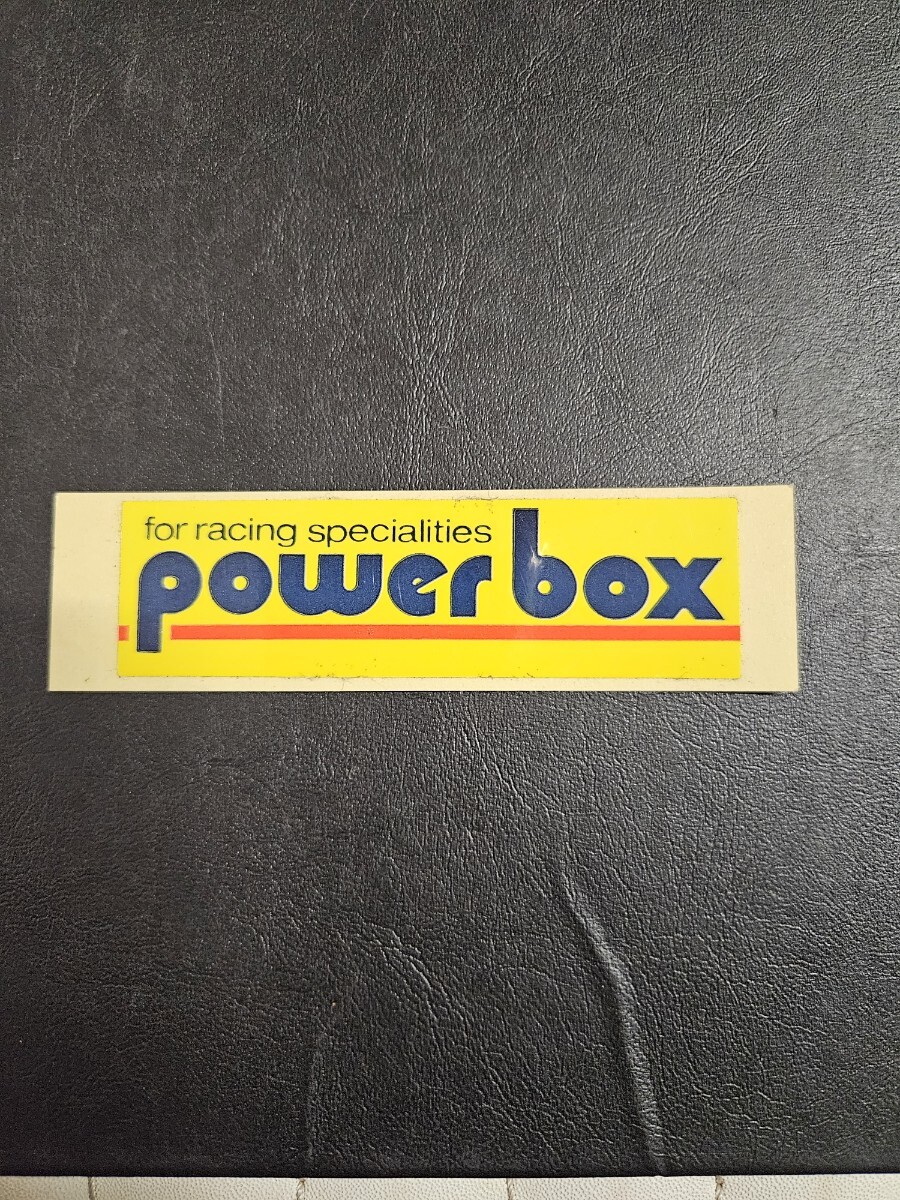 for racing specialities
power box